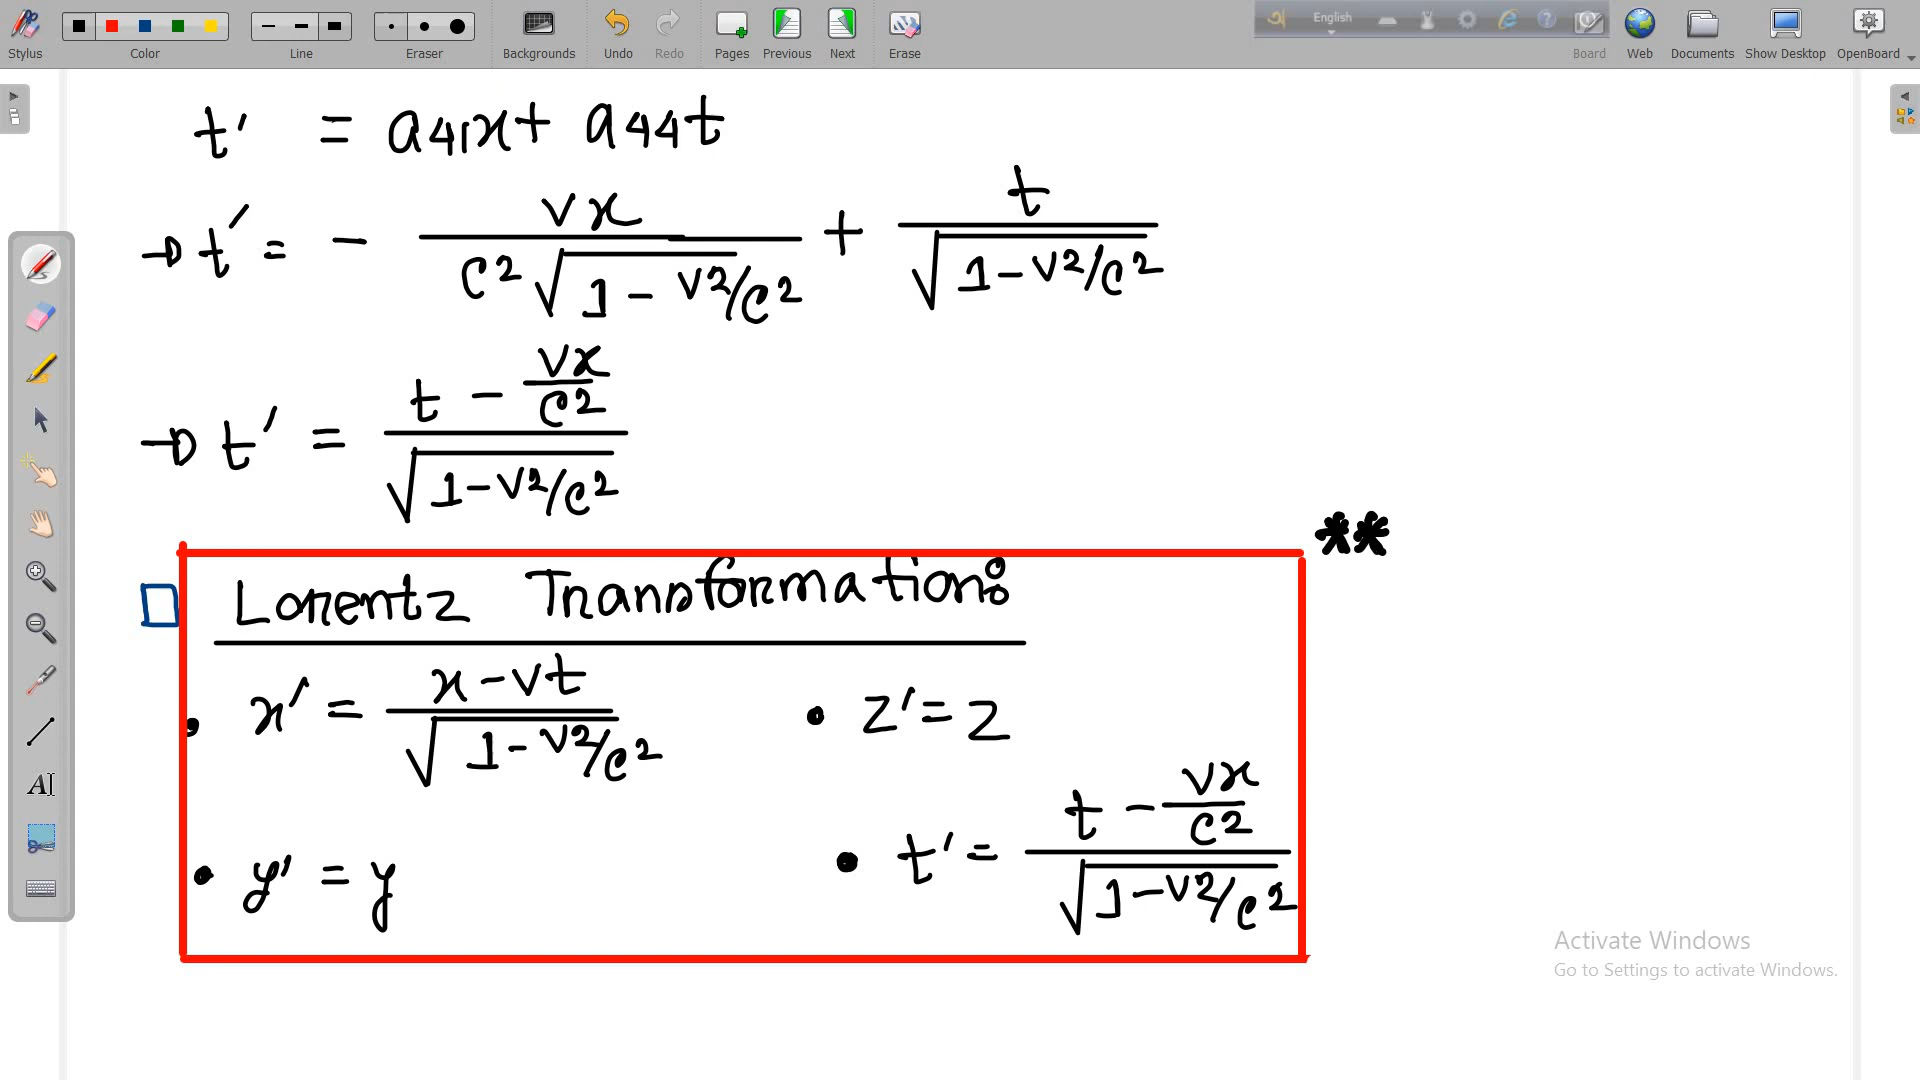 Stylus Color Line Eraser Backgrounds Undo Redo Pages Previous Next Erase English Board Web Documents Show Desktop OpenBoard
t' = a₄₁x + a₄₄t
→ t' = - vx / c²√(1 - v²/c²) + t / √(1 - v²/c²)
→ t' = (t - vx/c²) / √(1 - v²/c²)
**
Lorentz Transformation:
• x' = (x - vt) / √(1 - v²/c²)
• z' = z
• y' = y
• t' = (t - vx/c²) / √(1 - v²/c²)
Activate Windows
Go to Settings to activate Windows.